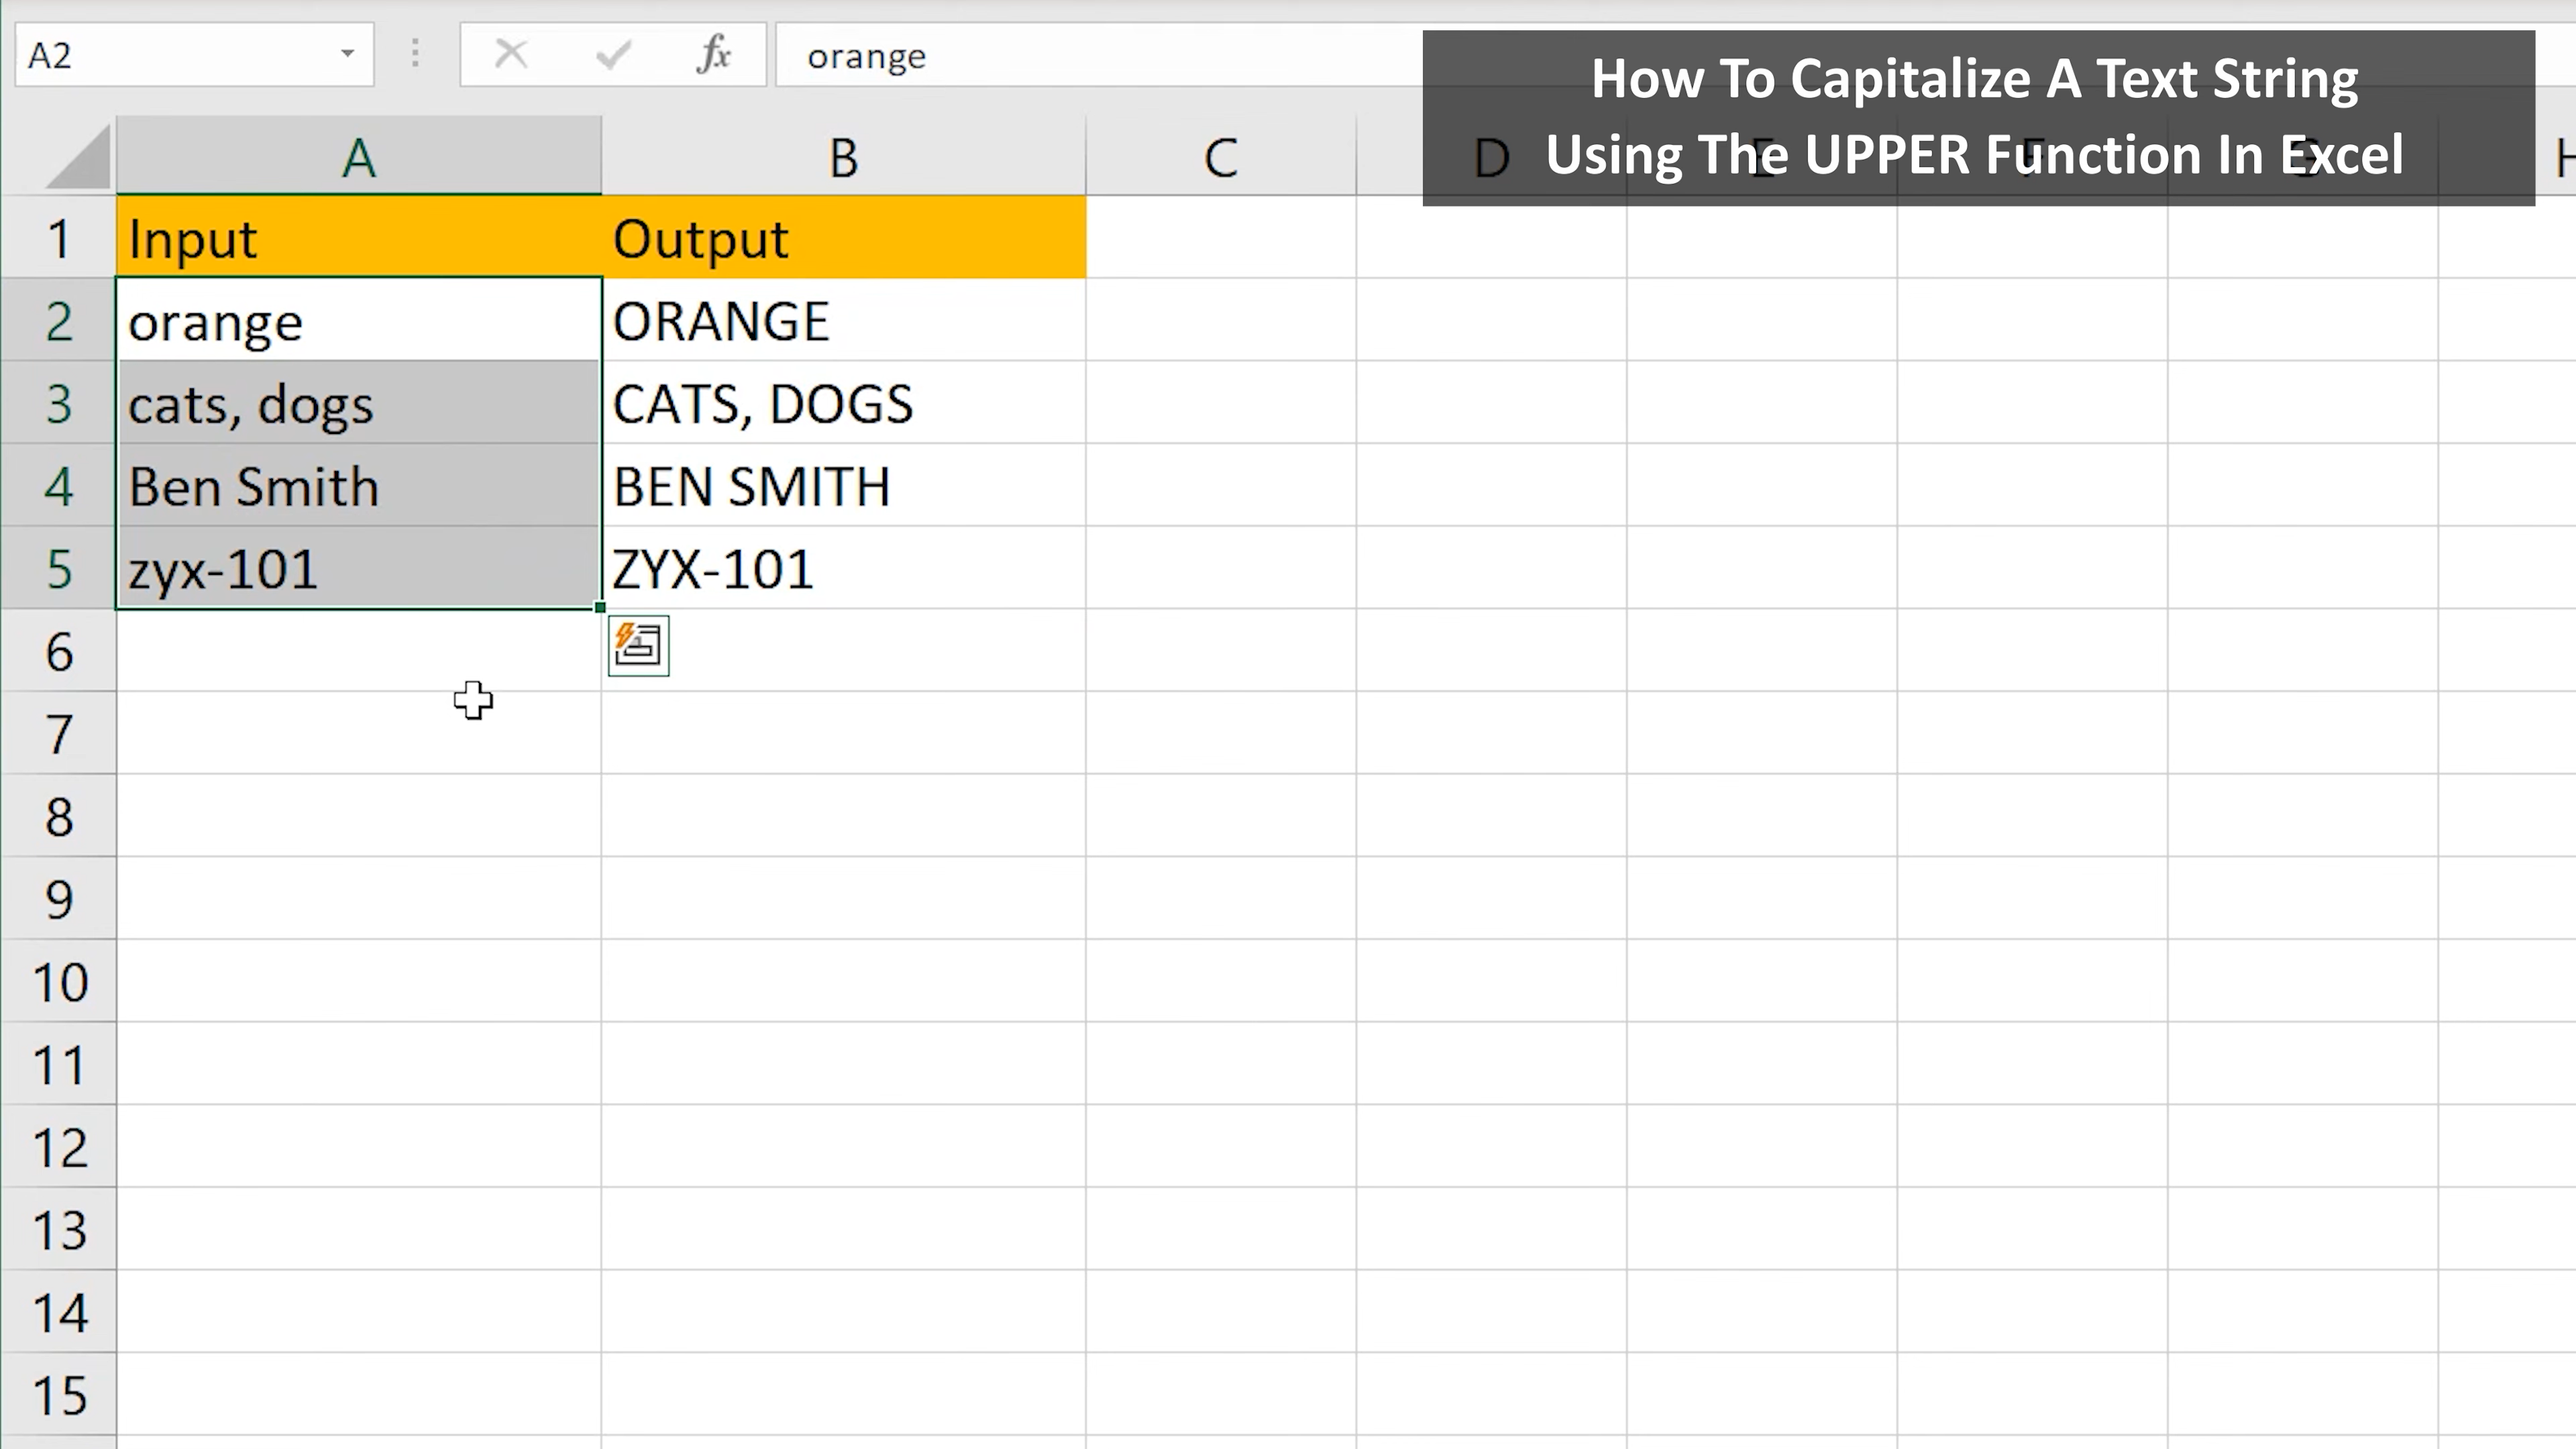 A2 fx orange
How To Capitalize A Text String
Using The UPPER Function In Excel
A B C D E F G H
1 Input Output
2 orange ORANGE
3 cats, dogs CATS, DOGS
4 Ben Smith BEN SMITH
5 zyx-101 ZYX-101
6
7
8
9
10
11
12
13
14
15